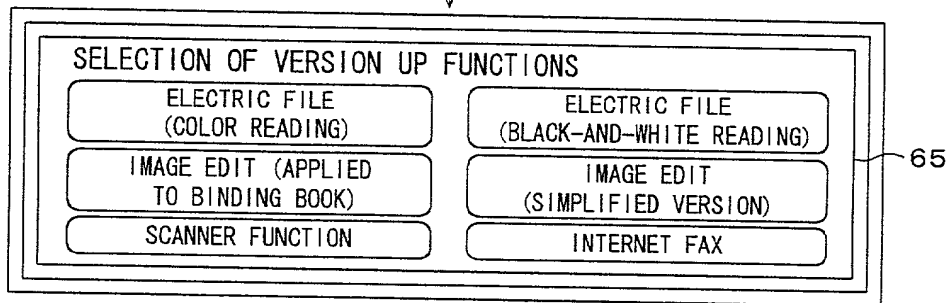 SELECTION OF VERSION UP FUNCTIONS
ELECTRIC FILE
(COLOR READING)
ELECTRIC FILE
(BLACK-AND-WHITE READING)
IMAGE EDIT (APPLIED
TO BINDING BOOK)
IMAGE EDIT
(SIMPLIFIED VERSION)
SCANNER FUNCTION
INTERNET FAX
65